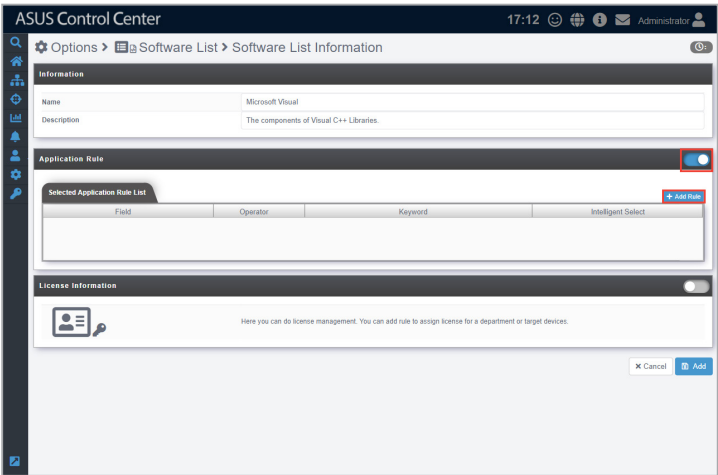 ASUS Control Center
17:12 Administrator
Options > Software List > Software List Information
Information
Name Microsoft Visual
Description The components of Visual C++ Libraries.
Application Rule
Selected Application Rule List
+ Add Rule
Field Operator Keyword Intelligent Select
License Information
Here you can do license management. You can add rule to assign license for a department or target devices.
× Cancel Add